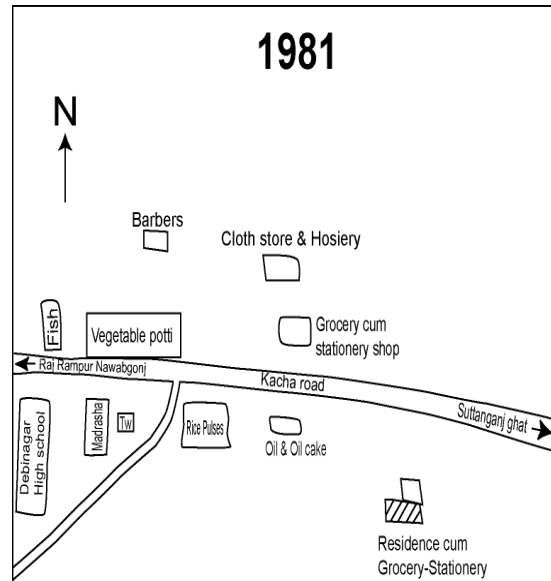 1981
N
Barbers
Cloth store & Hosiery
Fish
Vegetable potti
Grocery cum
stationery shop
Raj Rampur Nawabgonj
Kacha road
Suttanganj ghat
Debinagar
High school
Madrasha
Tw
Rice Pulses
Oil & Oil cake
Residence cum
Grocery-Stationery